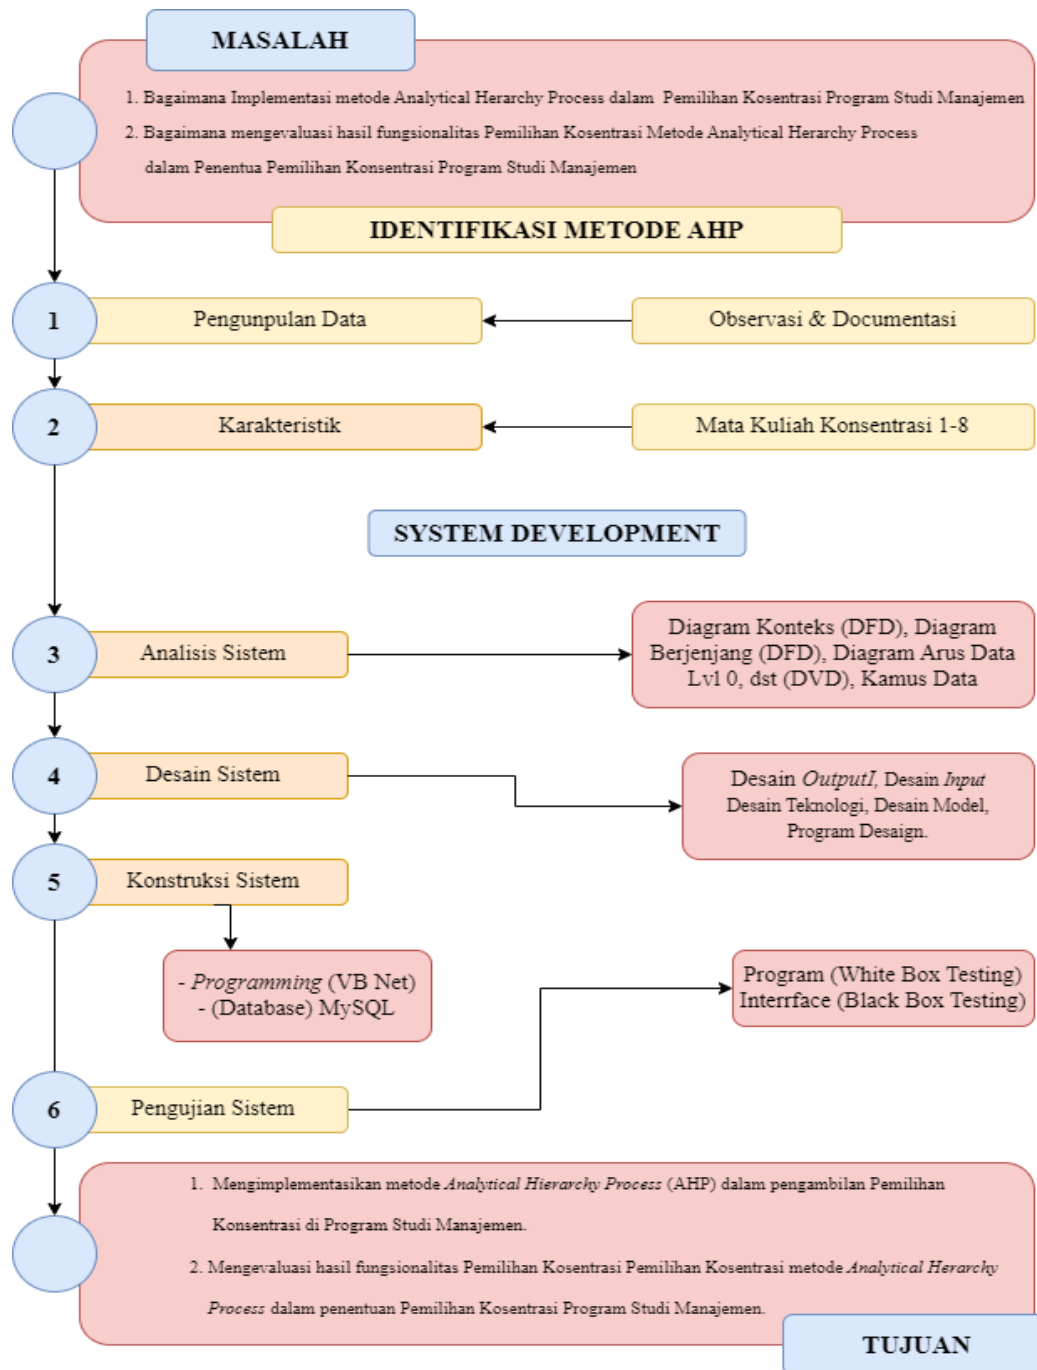 MASALAH
1. Bagaimana Implementasi metode Analytical Herarchy Process dalam Pemilihan Kosentrasi Program Studi Manajemen
2. Bagaimana mengevaluasi hasil fungsionalitas Pemilihan Kosentrasi Metode Analytical Herarchy Process
dalam Penentua Pemilihan Konsentrasi Program Studi Manajemen
IDENTIFIKASI METODE AHP
1
Pengunpulan Data
Observasi & Documentasi
2
Karakteristik
Mata Kuliah Konsentrasi 1-8
SYSTEM DEVELOPMENT
3
Analisis Sistem
Diagram Konteks (DFD), Diagram
Berjenjang (DFD), Diagram Arus Data
Lvl 0, dst (DVD), Kamus Data
4
Desain Sistem
Desain OutputI, Desain Input
Desain Teknologi, Desain Model,
Program Desaign.
5
Konstruksi Sistem
- Programming (VB Net)
- (Database) MySQL
Program (White Box Testing)
Interrface (Black Box Testing)
6
Pengujian Sistem
1. Mengimplementasikan metode Analytical Hierarchy Process (AHP) dalam pengambilan Pemilihan
Konsentrasi di Program Studi Manajemen.
2. Mengevaluasi hasil fungsionalitas Pemilihan Kosentrasi Pemilihan Kosentrasi metode Analytical Herarchy
Process dalam penentuan Pemilihan Kosentrasi Program Studi Manajemen.
TUJUAN